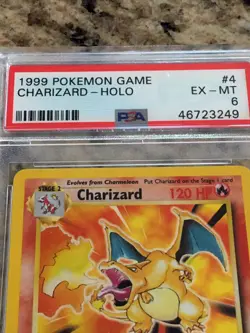 1999 POKEMON GAME #4
CHARIZARD-HOLO EX-MT
PSA 6
46723249
Evolves from Charmeleon Put Charizard on the Stage 1 card
STAGE 2
Charizard 120 HP